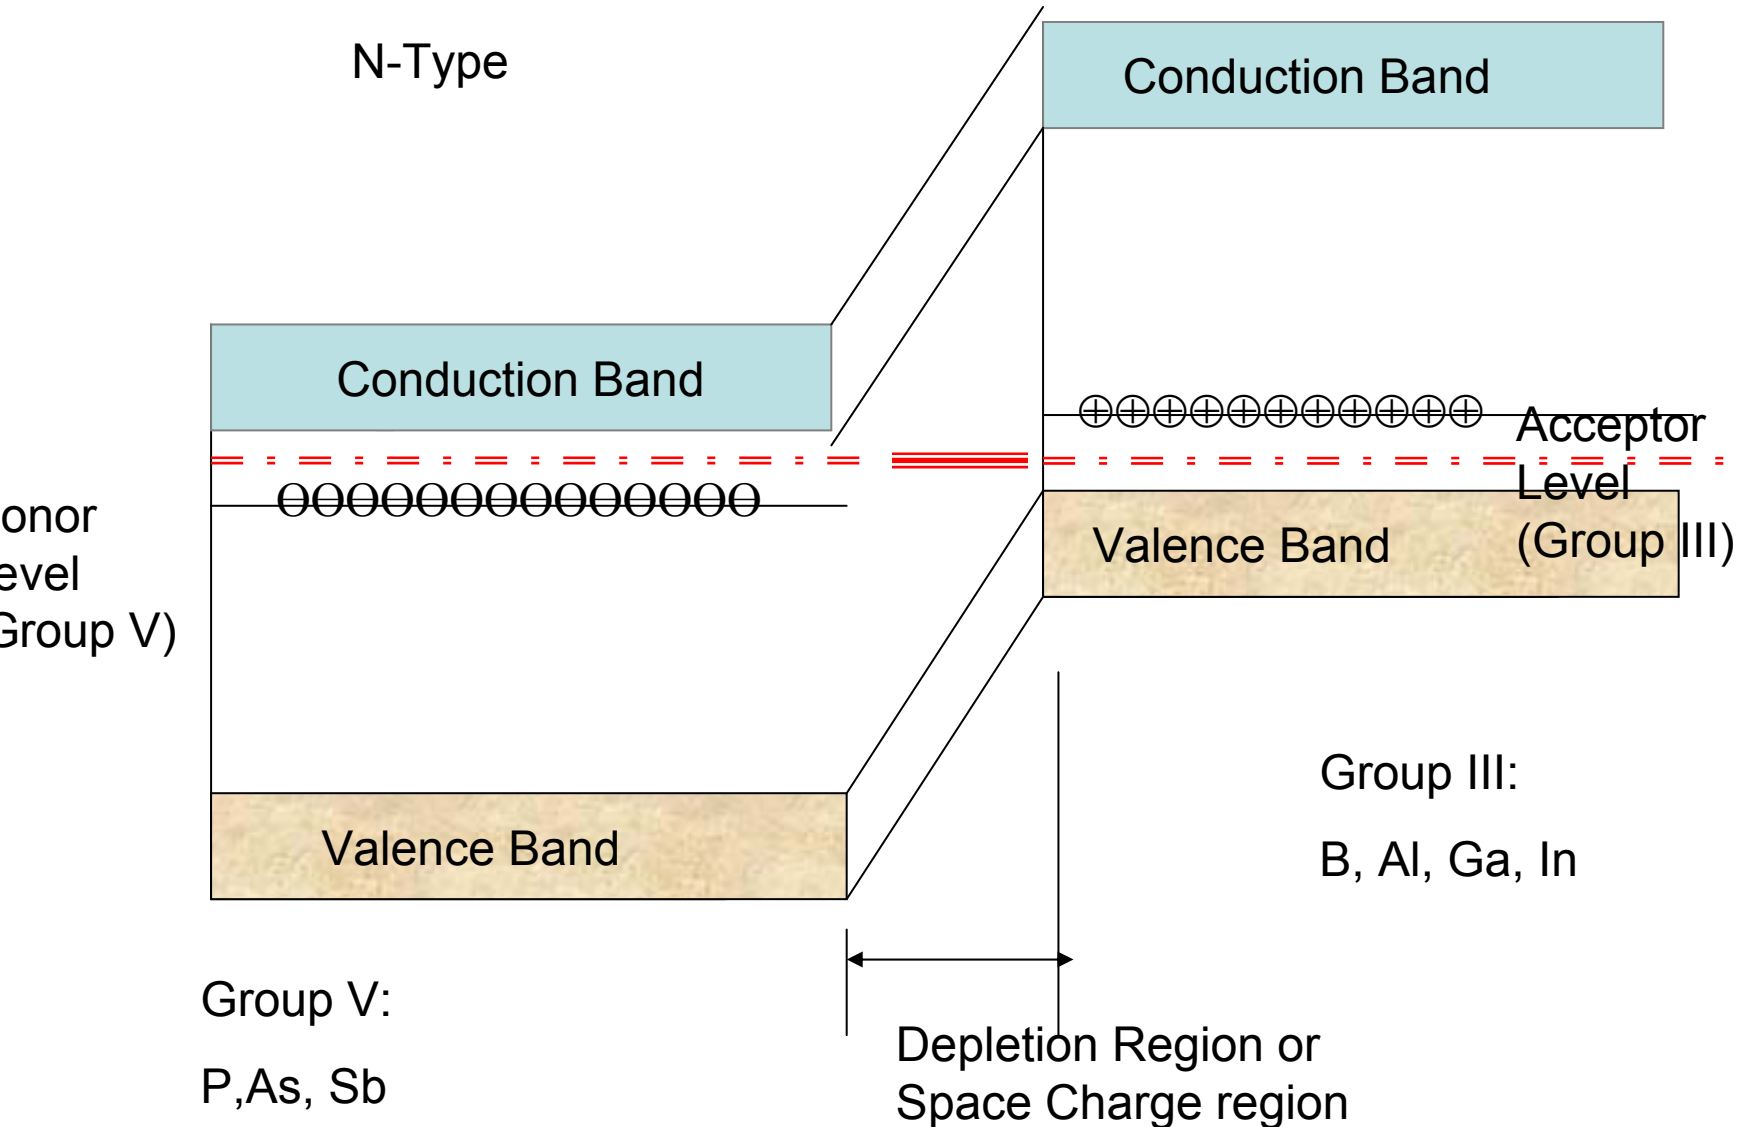 N-Type
Conduction Band
Conduction Band
Acceptor
Level
(Group III)
onor
evel
Group V)
Valence Band
Valence Band
Group III:
B, Al, Ga, In
Group V:
P,As, Sb
Depletion Region or
Space Charge region